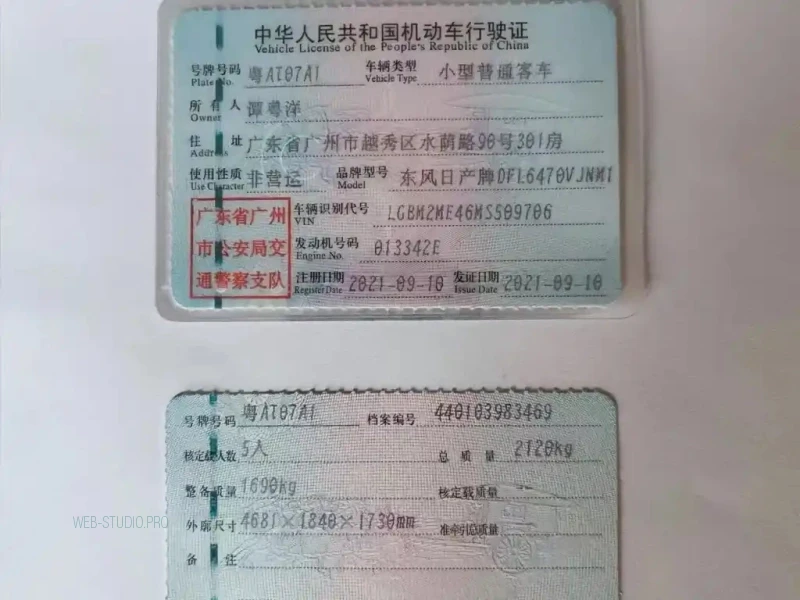 中华人民共和国机动车行驶证
Vehicle License of the People's Republic of China
号牌号码 粤AT07A1 车辆类型 小型普通客车
Plate No. Vehicle Type
所有人 谭粤洋
Owner
住址 广东省广州市越秀区水荫路90号301房
Address
使用性质 非营运 品牌型号 东风日产牌DFL6470VJNM1
Use Character Model
广东省广州
市公安局交
通警察支队
车辆识别代号 LGBM2ME46MS509706
VIN
发动机号码 013342E
Engine No.
注册日期 2021-09-10 发证日期 2021-09-10
Register Date Issue Date
号牌号码 粤AT07A1 档案编号 440103983469
核定载人数 5人 总质量 2120kg
整备质量 1690kg 核定载质量
外廓尺寸 4681×1840×1730mm 准牵引总质量
备注
WEB-STUDIO.PRO